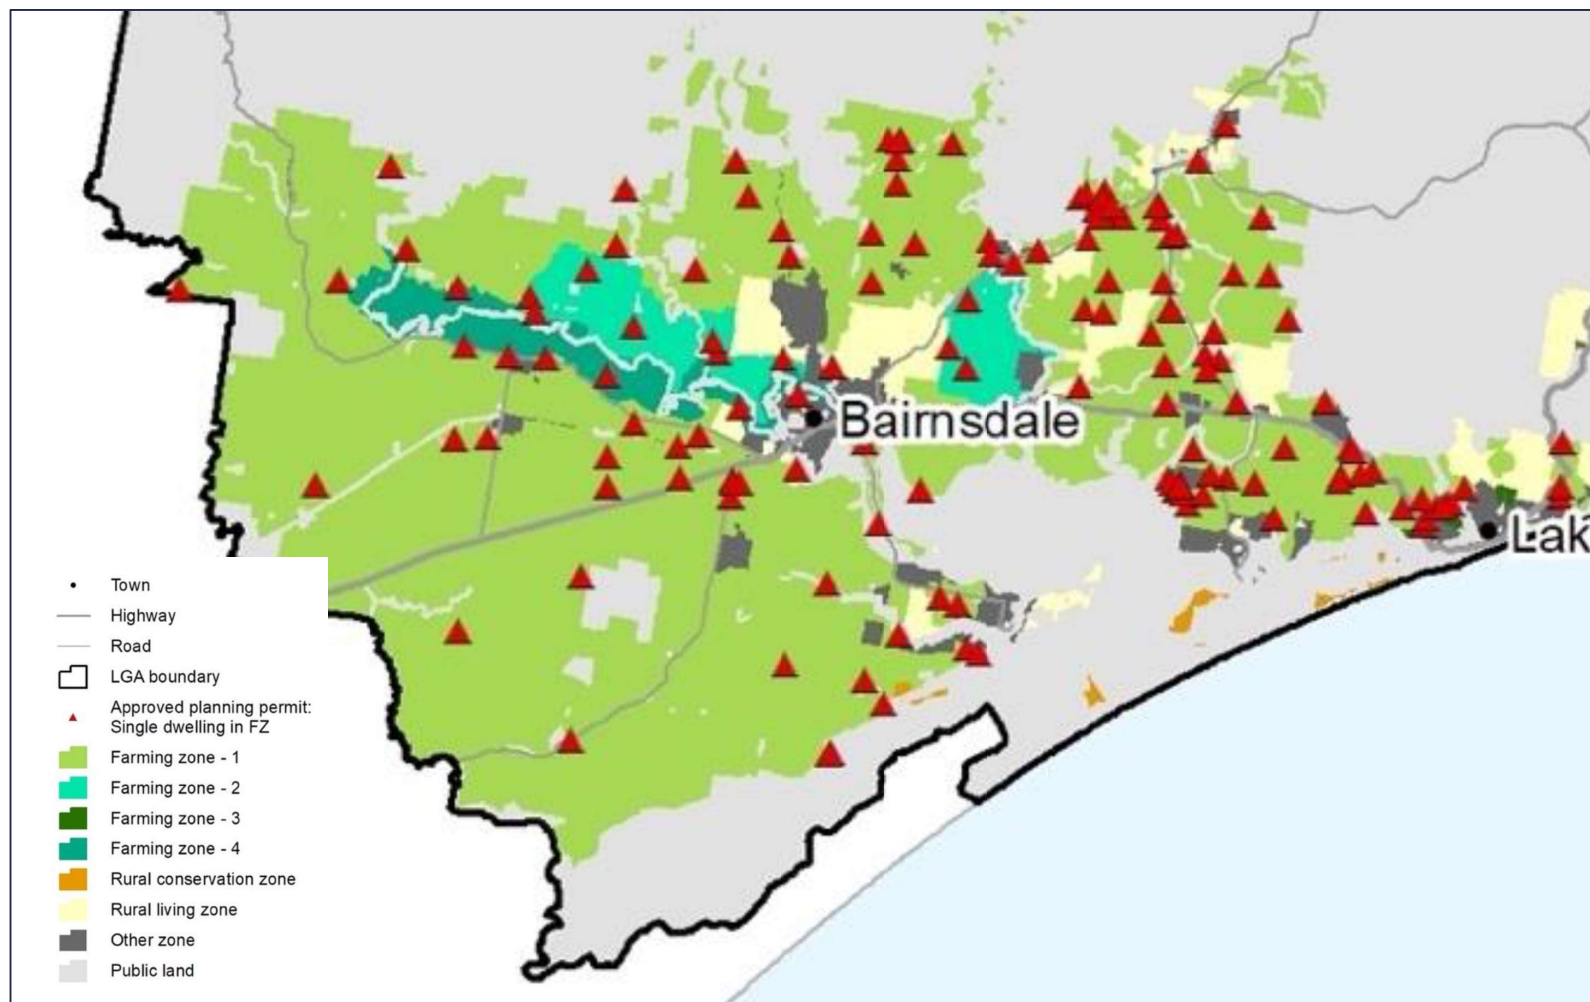 Bairnsdale
Lak
Town
Highway
Road
LGA boundary
Approved planning permit:
Single dwelling in FZ
Farming zone - 1
Farming zone - 2
Farming zone - 3
Farming zone - 4
Rural conservation zone
Rural living zone
Other zone
Public land